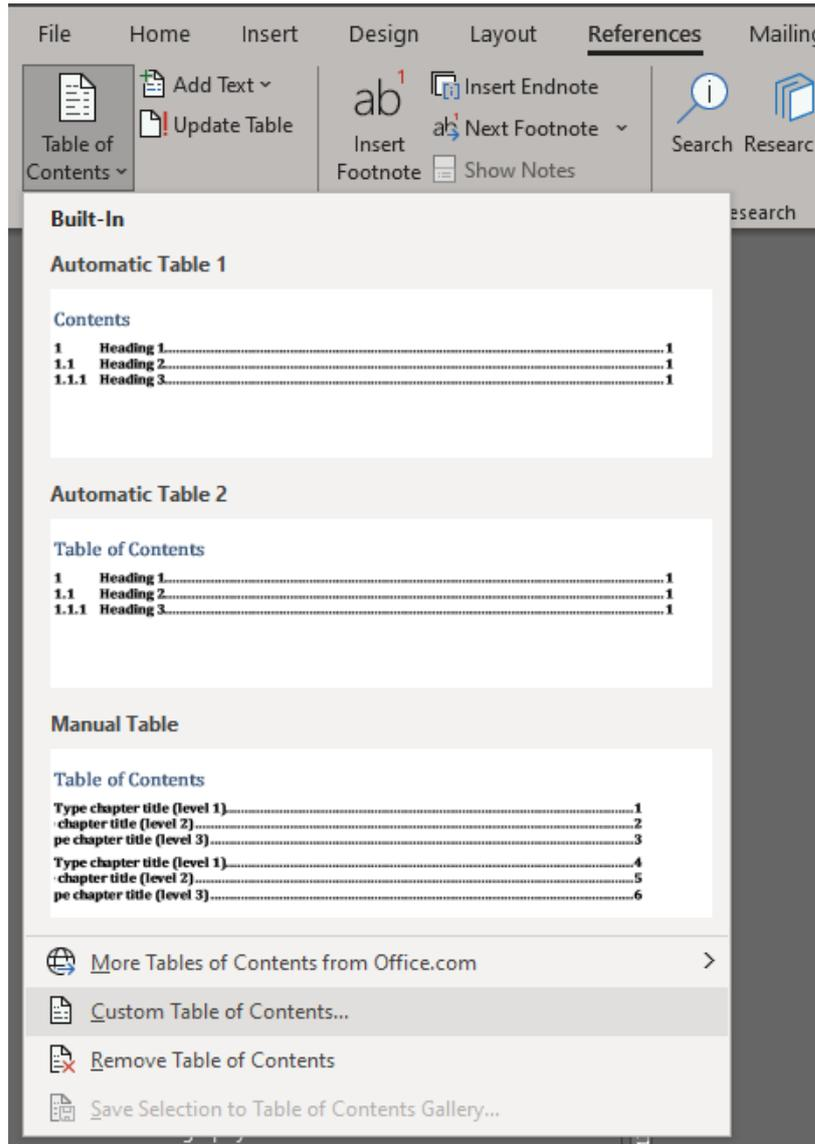 File Home Insert Design Layout References Mailing
Add Text
Insert Endnote
Update Table
Next Footnote
Show Notes
Table of
Contents
ab1
Insert
Footnote
Search Researc
esearch
Built-In
Automatic Table 1
Contents
1 Heading 1........1
1.1 Heading 2........1
1.1.1 Heading 3........1
Automatic Table 2
Table of Contents
1 Heading 1........1
1.1 Heading 2........1
1.1.1 Heading 3........1
Manual Table
Table of Contents
Type chapter title (level 1)........1
chapter title (level 2)........2
pe chapter title (level 3)........3
Type chapter title (level 1)........4
chapter title (level 2)........5
pe chapter title (level 3)........6
More Tables of Contents from Office.com
Custom Table of Contents...
Remove Table of Contents
Save Selection to Table of Contents Gallery...